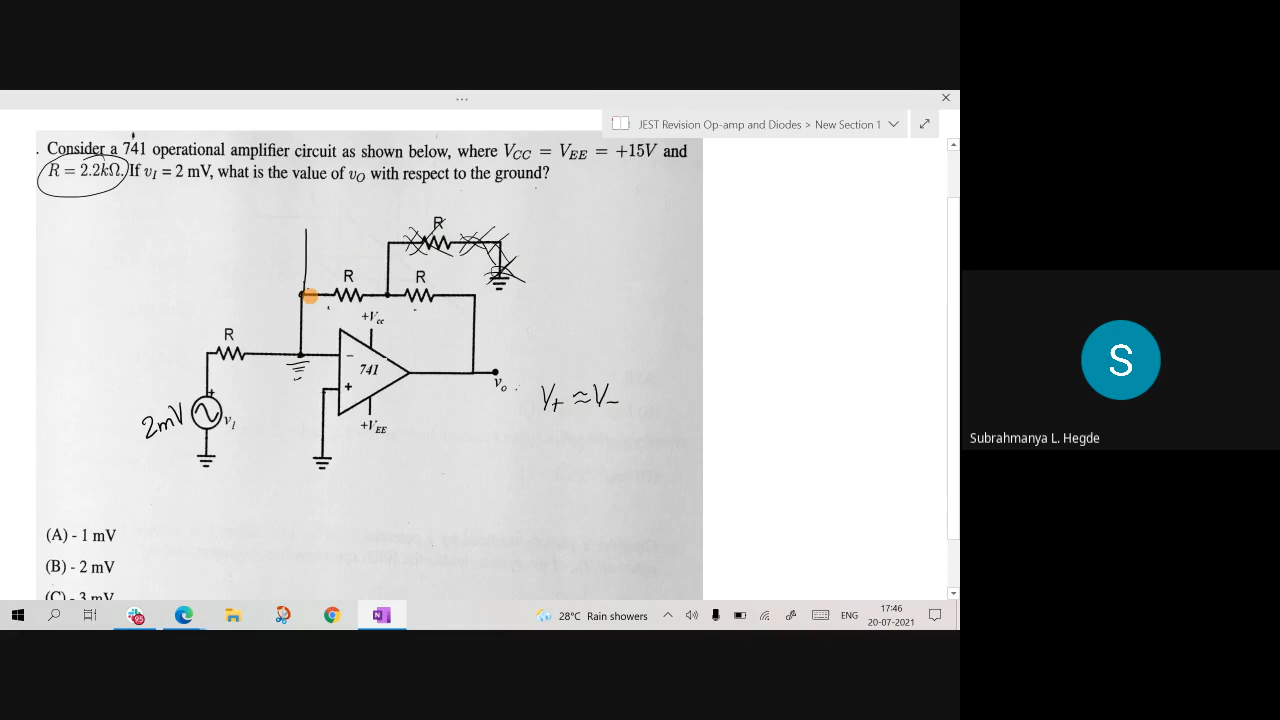 JEST Revision Op-amp and Diodes > New Section 1
. Consider a 741 operational amplifier circuit as shown below, where VCC = VEE = +15V and
R = 2.2kΩ. If vI = 2 mV, what is the value of vO with respect to the ground?
R
R R
+Vcc
R
−
741
+
vo
V+ ≈ V−
2mV
vI
+VEE
(A) - 1 mV
(B) - 2 mV
(C) - 3 mV
S
Subrahmanya L. Hegde
95
28°C Rain showers
ENG
17:46
20-07-2021